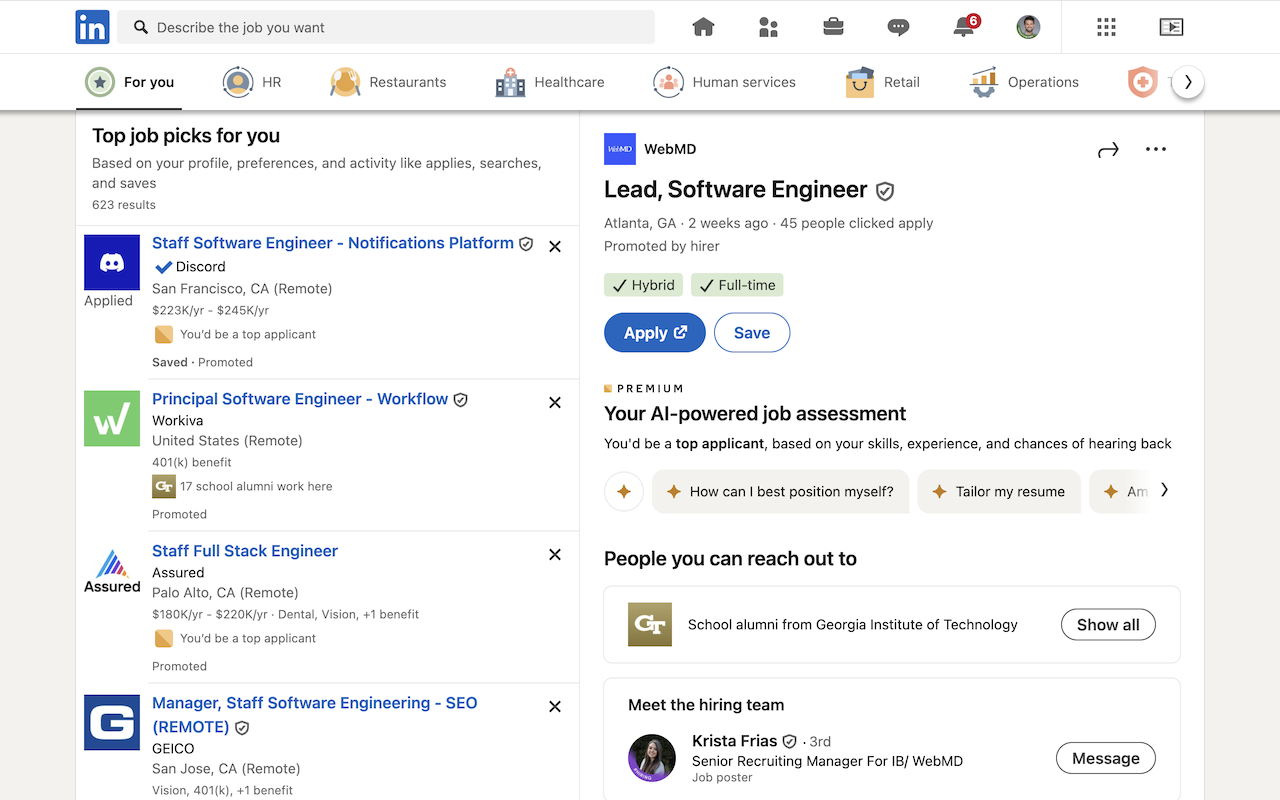 in
Describe the job you want
6
For you
HR
Restaurants
Healthcare
Human services
Retail
Operations
Top job picks for you
Based on your profile, preferences, and activity like applies, searches,
and saves
623 results
Staff Software Engineer - Notifications Platform
Discord
Applied
San Francisco, CA (Remote)
$223K/yr - $245K/yr
You'd be a top applicant
Saved · Promoted
Principal Software Engineer - Workflow
W
Workiva
United States (Remote)
401(k) benefit
GT
17 school alumni work here
Promoted
Staff Full Stack Engineer
Assured
Assured
Palo Alto, CA (Remote)
$180K/yr - $220K/yr · Dental, Vision, +1 benefit
You'd be a top applicant
Promoted
Manager, Staff Software Engineering - SEO
(REMOTE)
G
GEICO
San Jose, CA (Remote)
Vision, 401(k), +1 benefit
WebMD
WebMD
Lead, Software Engineer
Atlanta, GA · 2 weeks ago · 45 people clicked apply
Promoted by hirer
Hybrid
Full-time
Apply
Save
PREMIUM
Your AI-powered job assessment
You'd be a top applicant, based on your skills, experience, and chances of hearing back
How can I best position myself?
Tailor my resume
Am
People you can reach out to
GT
School alumni from Georgia Institute of Technology
Show all
Meet the hiring team
Krista Frias · 3rd
Senior Recruiting Manager For IB/ WebMD
Job poster
Message